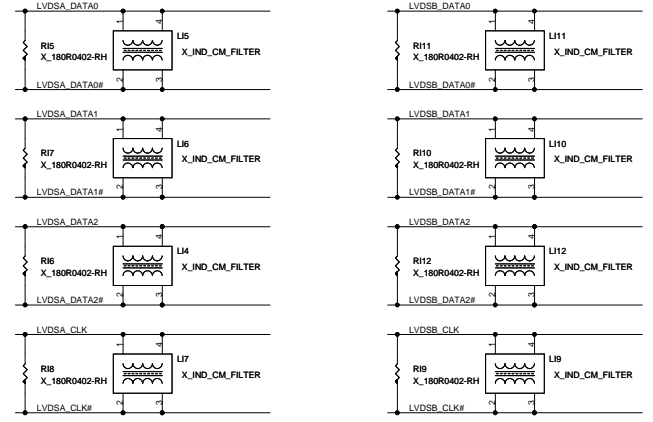 LVDSA_DATA0
1
4
LI5
RI5
X_180R0402-RH
X_IND_CM_FILTER
2
3
LVDSA_DATA0#
LVDSA_DATA1
1
4
LI6
RI7
X_180R0402-RH
X_IND_CM_FILTER
2
3
LVDSA_DATA1#
LVDSA_DATA2
1
4
LI4
RI6
X_180R0402-RH
X_IND_CM_FILTER
2
3
LVDSA_DATA2#
LVDSA_CLK
1
4
LI7
RI8
X_180R0402-RH
X_IND_CM_FILTER
2
3
LVDSA_CLK#
LVDSB_DATA0
1
4
LI11
RI11
X_180R0402-RH
X_IND_CM_FILTER
2
3
LVDSB_DATA0#
LVDSB_DATA1
1
4
LI10
RI10
X_180R0402-RH
X_IND_CM_FILTER
2
3
LVDSB_DATA1#
LVDSB_DATA2
1
4
LI12
RI12
X_180R0402-RH
X_IND_CM_FILTER
2
3
LVDSB_DATA2#
LVDSB_CLK
1
4
LI9
RI9
X_180R0402-RH
X_IND_CM_FILTER
2
3
LVDSB_CLK#